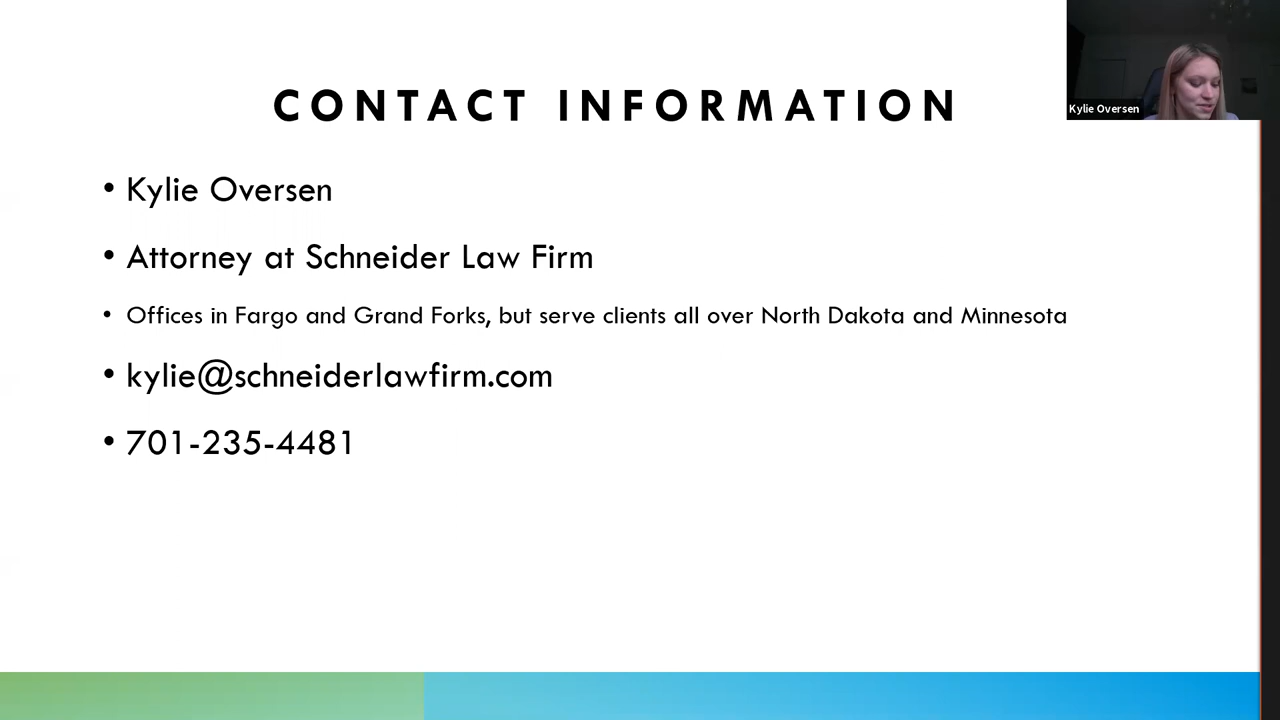 CONTACT INFORMATION
Kylie Oversen
• Kylie Oversen
• Attorney at Schneider Law Firm
• Offices in Fargo and Grand Forks, but serve clients all over North Dakota and Minnesota
• kylie@schneiderlawfirm.com
• 701-235-4481